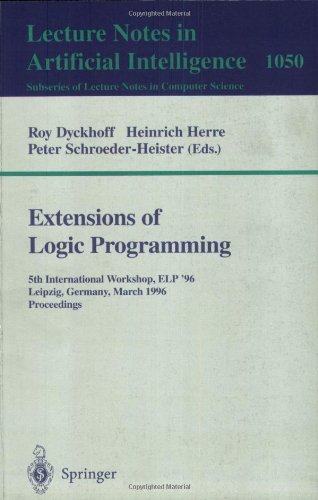 Lecture Notes in
Artificial Intelligence 1050
Subseries of Lecture Notes in Computer Science
Roy Dyckhoff Heinrich Herre
Peter Schroeder-Heister (Eds.)
Extensions of
Logic Programming
5th International Workshop, ELP '96
Leipzig, Germany, March 1996
Proceedings
Springer